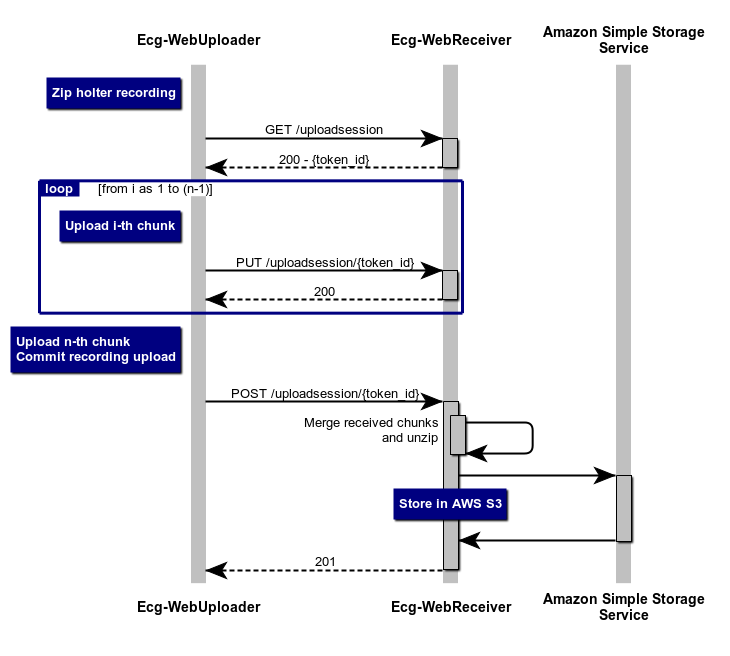 Amazon Simple Storage
Service
Ecg-WebUploader
Ecg-WebReceiver
Zip holter recording
GET /uploadsession
200 - {token_id}
loop
[from i as 1 to (n-1)]
Upload i-th chunk
PUT /uploadsession/{token_id}
200
Upload n-th chunk
Commit recording upload
POST /uploadsession/{token_id}
Merge received chunks
and unzip
Store in AWS S3
201
Ecg-WebUploader
Ecg-WebReceiver
Amazon Simple Storage
Service